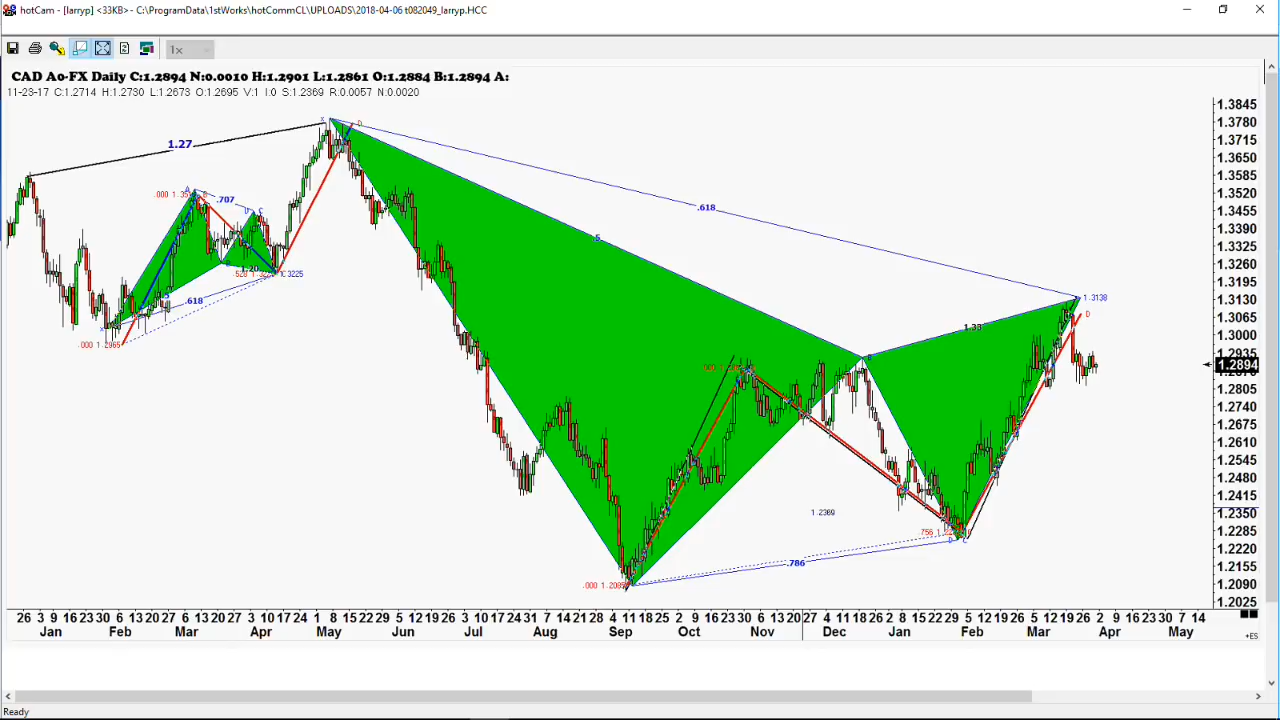 hotCam - [larryp] <33KB> - C:\ProgramData\1stWorks\hotCommCL\UPLOADS\2018-04-06 t082049_larryp.HCC
1x
CAD A0-FX Daily C:1.2894 N:0.0010 H:1.2901 L:1.2861 O:1.2884 B:1.2894 A:
11-23-17 C:1.2714 H:1.2730 L:1.2673 O:1.2695 V:1 I:0 S:1.2369 R:0.0057 N:0.0020
1.3845
1.3780
1.3715
1.3650
1.3585
1.3520
1.3455
1.3390
1.3325
1.3260
1.3195
1.3130
1.3065
1.3000
1.2935
1.2894
1.2805
1.2740
1.2675
1.2610
1.2545
1.2480
1.2415
1.2350
1.2285
1.2220
1.2155
1.2090
1.2025
X
D
1.27
A
.707
D C
.618
.618
1.3138
D
.5
1.33
B
1.2369
.786
D C
26 3 9 16 23 30 6 13 20 27 6 13 20 27 3 10 17 24 1 8 15 22 29 5 12 19 26 3 10 17 24 31 7 14 21 28 4 11 18 25 2 9 16 23 30 6 13 20 27 4 11 18 26 2 8 15 22 29 5 12 19 26 5 12 19 26 2 9 16 23 30 7 14
Jan Feb Mar Apr May Jun Jul Aug Sep Oct Nov Dec Jan Feb Mar Apr May
+ES
Ready